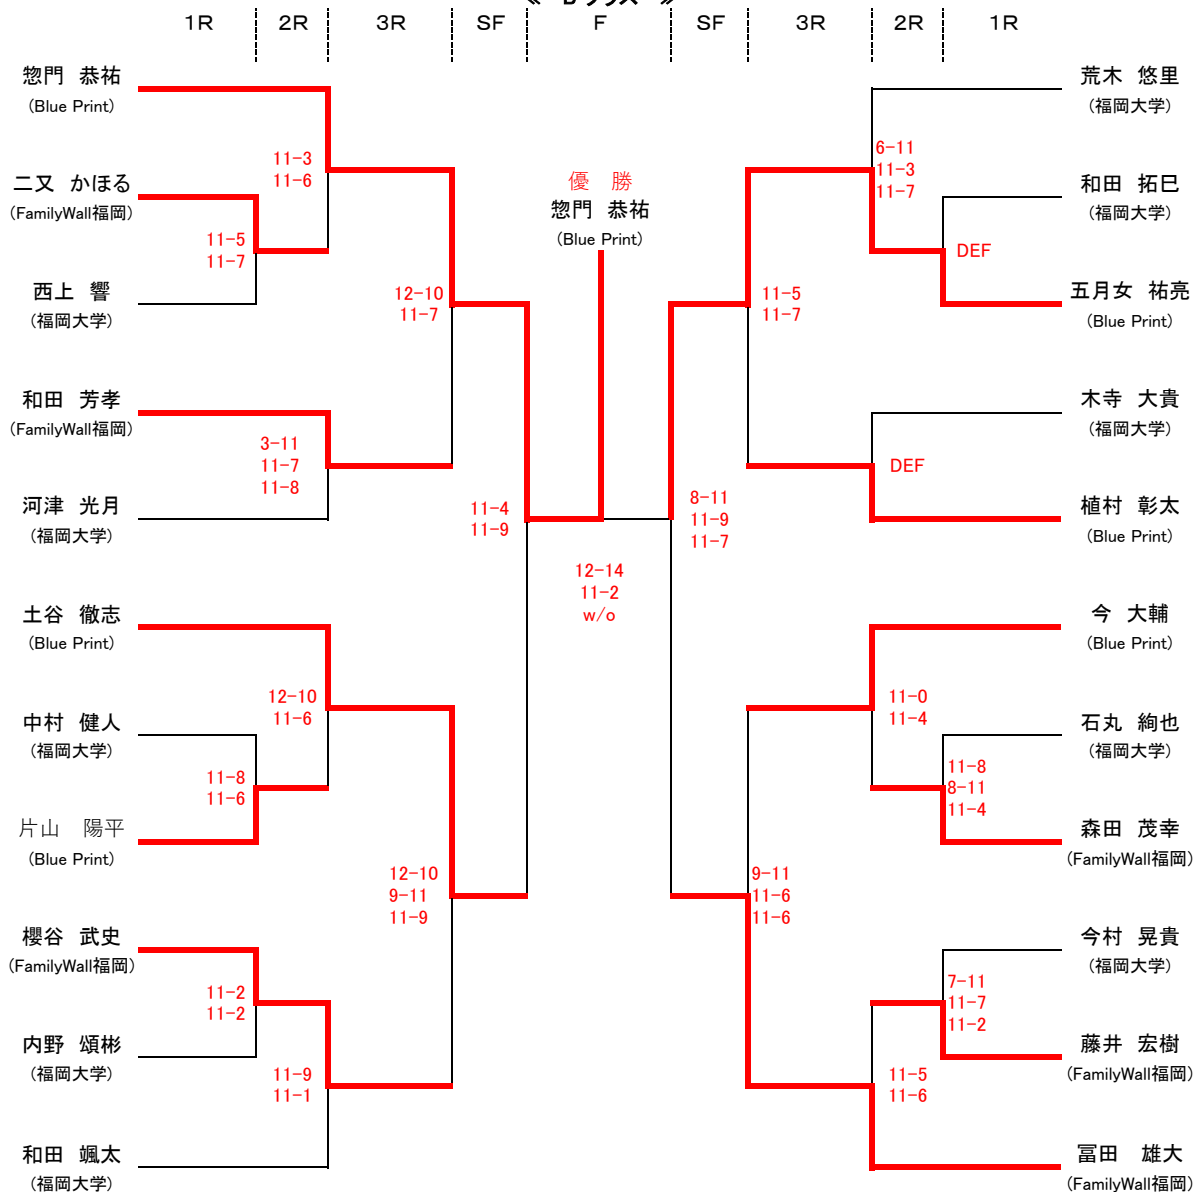 1R 2R 3R SF F SF 3R 2R 1R
惣門 恭祐
(Blue Print)
二又 かほる
(FamilyWall福岡)
西上 響
(福岡大学)
和田 芳孝
(FamilyWall福岡)
河津 光月
(福岡大学)
土谷 徹志
(Blue Print)
中村 健人
(福岡大学)
片山 陽平
(Blue Print)
櫻谷 武史
(FamilyWall福岡)
内野 頌彬
(福岡大学)
和田 颯太
(福岡大学)
11-5
11-7
11-8
11-6
11-2
11-2
11-3
11-6
3-11
11-7
11-8
12-10
11-6
11-9
11-1
12-10
11-7
12-10
9-11
11-9
11-4
11-9
優 勝
惣門 恭祐
(Blue Print)
12-14
11-2
w/o
8-11
11-9
11-7
11-5
11-7
9-11
11-6
11-6
6-11
11-3
11-7
DEF
11-0
11-4
11-5
11-6
DEF
11-8
8-11
11-4
7-11
11-7
11-2
荒木 悠里
(福岡大学)
和田 拓巳
(福岡大学)
五月女 祐亮
(Blue Print)
木寺 大貴
(福岡大学)
植村 彰太
(Blue Print)
今 大輔
(Blue Print)
石丸 絢也
(福岡大学)
森田 茂幸
(FamilyWall福岡)
今村 晃貴
(福岡大学)
藤井 宏樹
(FamilyWall福岡)
冨田 雄大
(FamilyWall福岡)